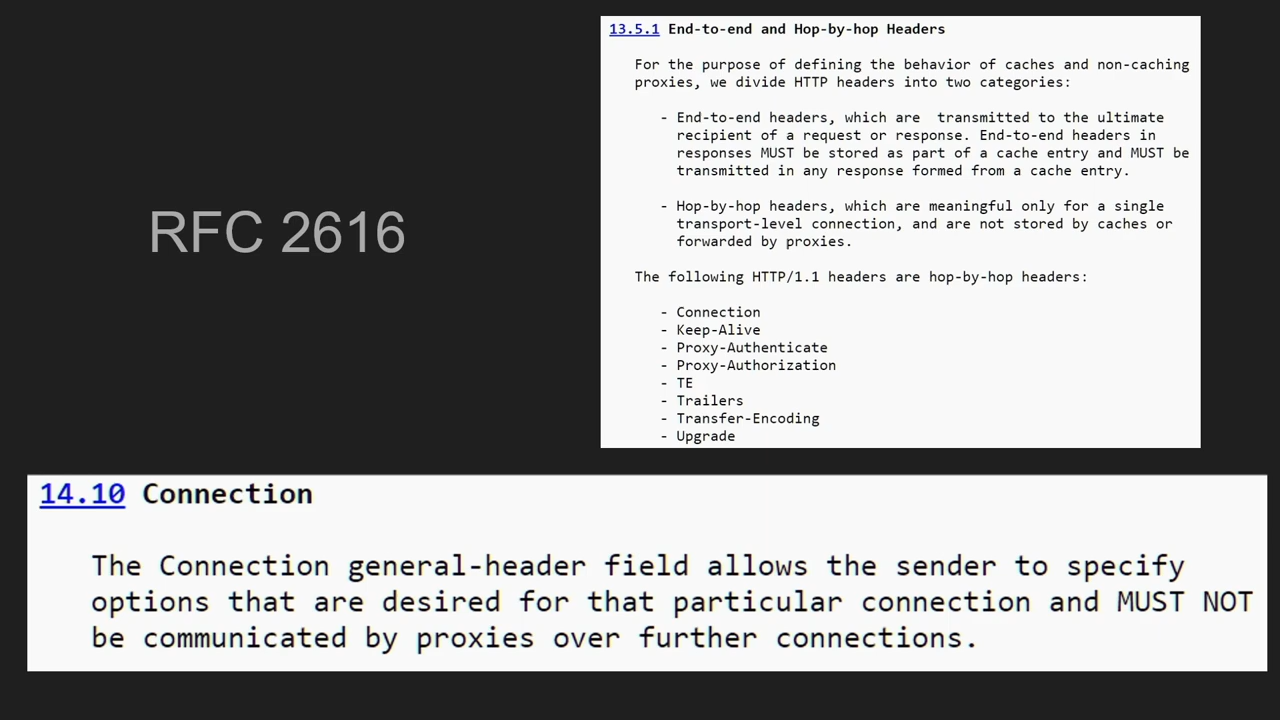 RFC 2616
13.5.1 End-to-end and Hop-by-hop Headers
For the purpose of defining the behavior of caches and non-caching
proxies, we divide HTTP headers into two categories:
- End-to-end headers, which are  transmitted to the ultimate
recipient of a request or response. End-to-end headers in
responses MUST be stored as part of a cache entry and MUST be
transmitted in any response formed from a cache entry.
- Hop-by-hop headers, which are meaningful only for a single
transport-level connection, and are not stored by caches or
forwarded by proxies.
The following HTTP/1.1 headers are hop-by-hop headers:
- Connection
- Keep-Alive
- Proxy-Authenticate
- Proxy-Authorization
- TE
- Trailers
- Transfer-Encoding
- Upgrade
14.10 Connection
The Connection general-header field allows the sender to specify
options that are desired for that particular connection and MUST NOT
be communicated by proxies over further connections.